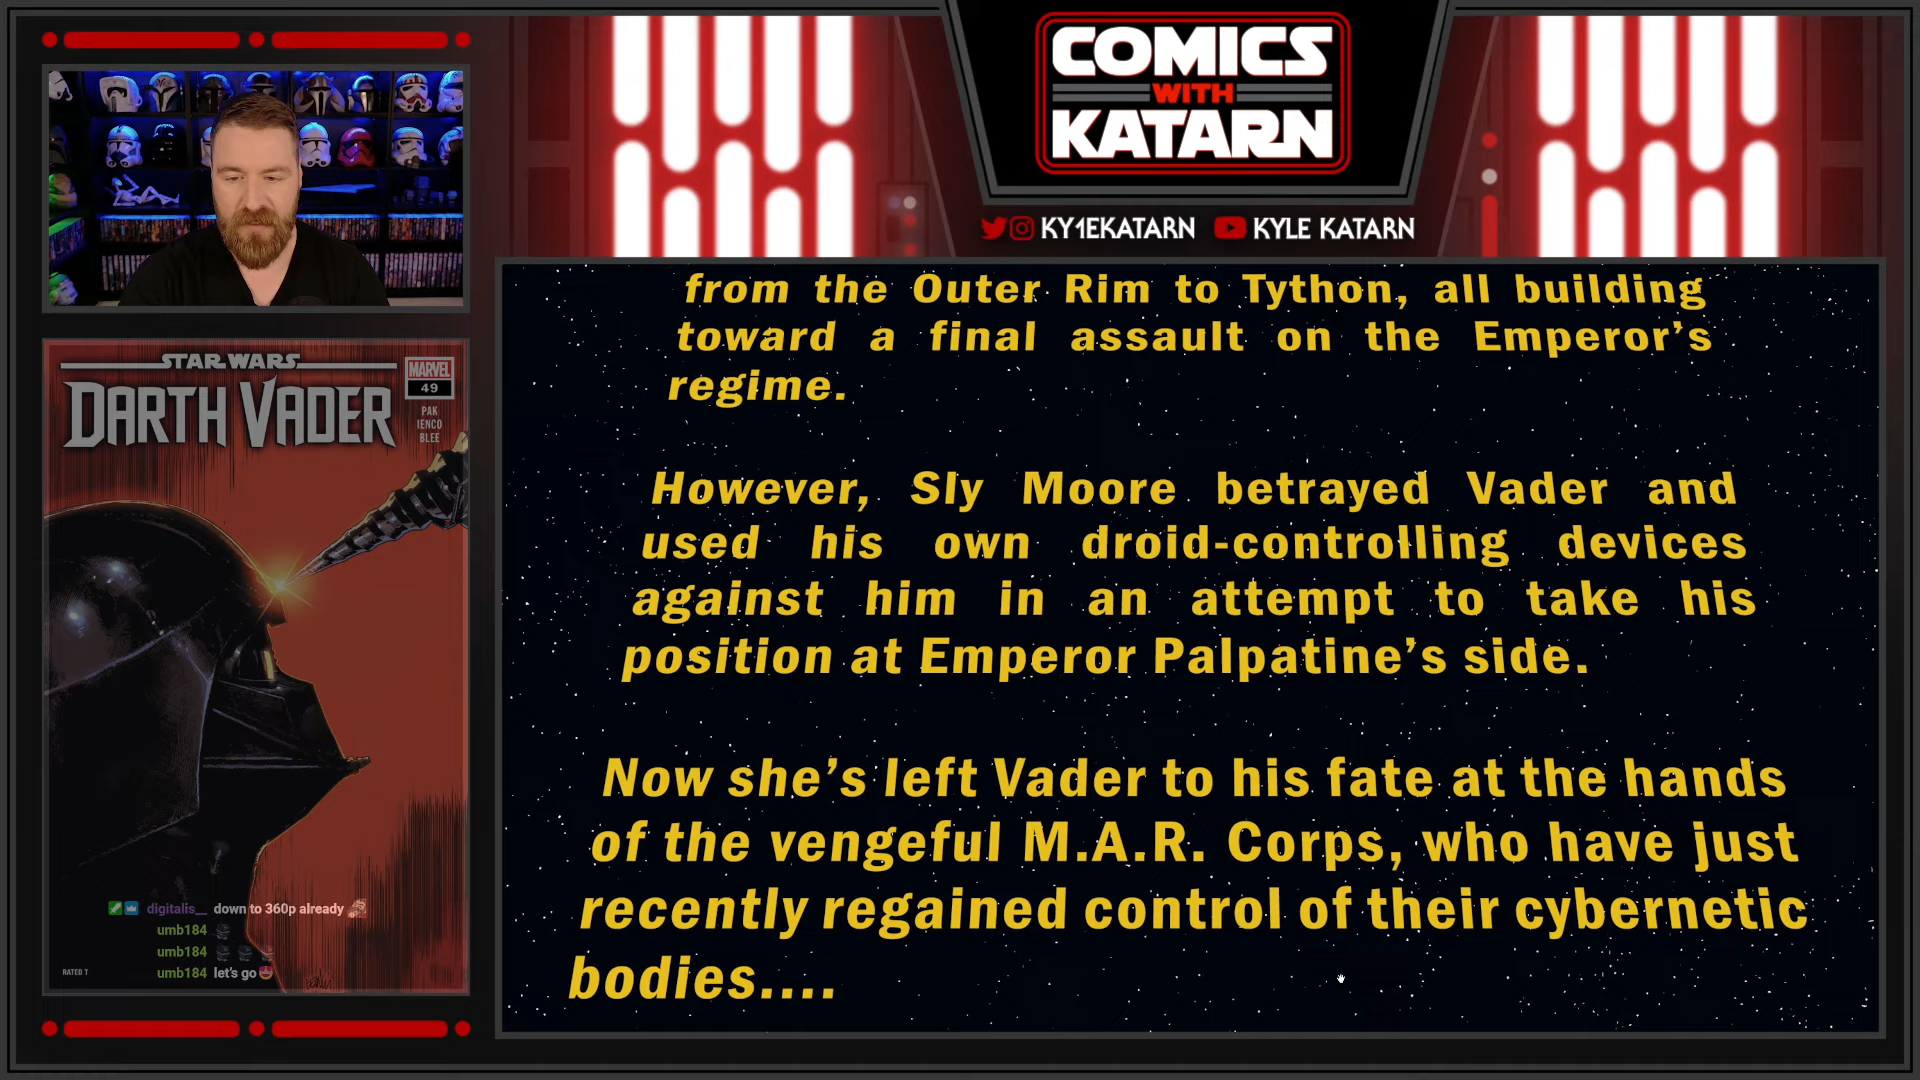 COMICS
WITH
KATARN
KY1EKATARN KYLE KATARN
STAR WARS
DARTH VADER
MARVEL
49
PAK
IENCO
BLEE
digitalis__ down to 360p already
umb184
umb184
umb184 let's go
RATED T
from the Outer Rim to Tython, all building
toward a final assault on the Emperor's
regime.
However, Sly Moore betrayed Vader and
used his own droid-controlling devices
against him in an attempt to take his
position at Emperor Palpatine's side.
Now she's left Vader to his fate at the hands
of the vengeful M.A.R. Corps, who have just
recently regained control of their cybernetic
bodies....